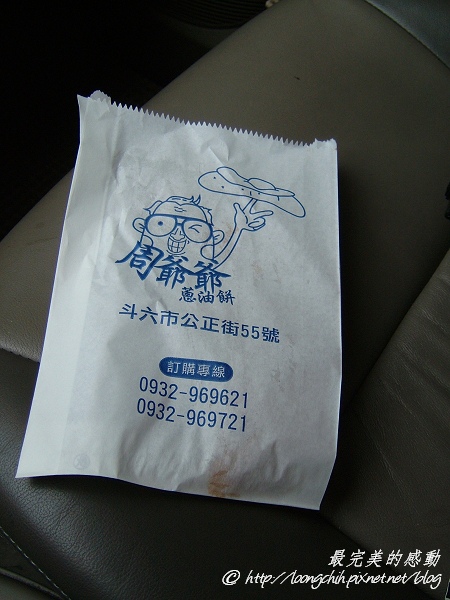 周爺爺
蔥油餅
斗六市公正街55號
訂購專線
0932-969621
0932-969721
最完美的感動
© http://loongchih.pixnet.net/blog